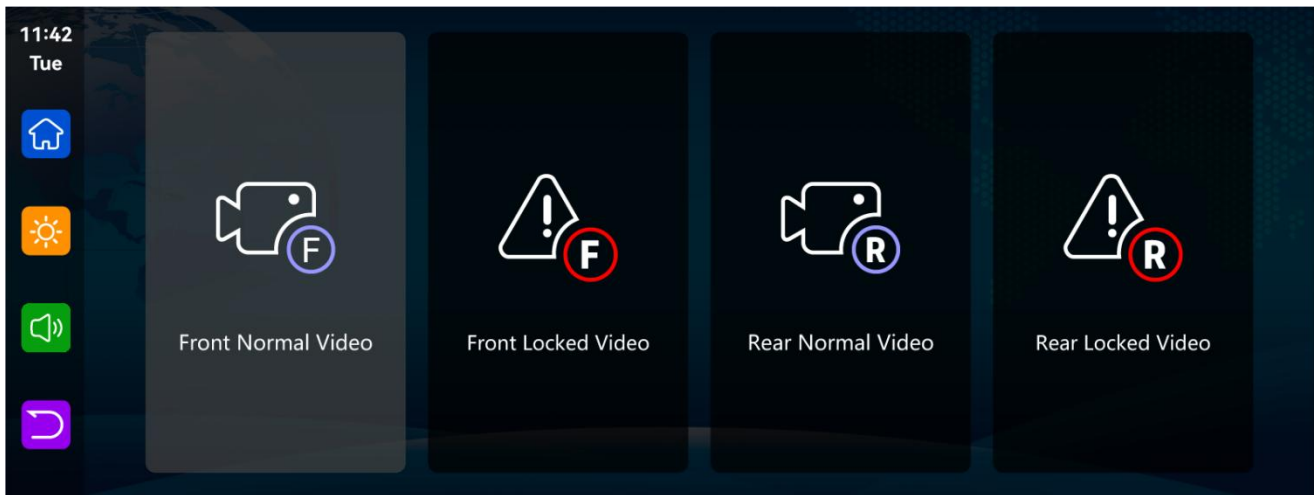 11:42
Tue
F
Front Normal Video
F
Front Locked Video
R
Rear Normal Video
R
Rear Locked Video